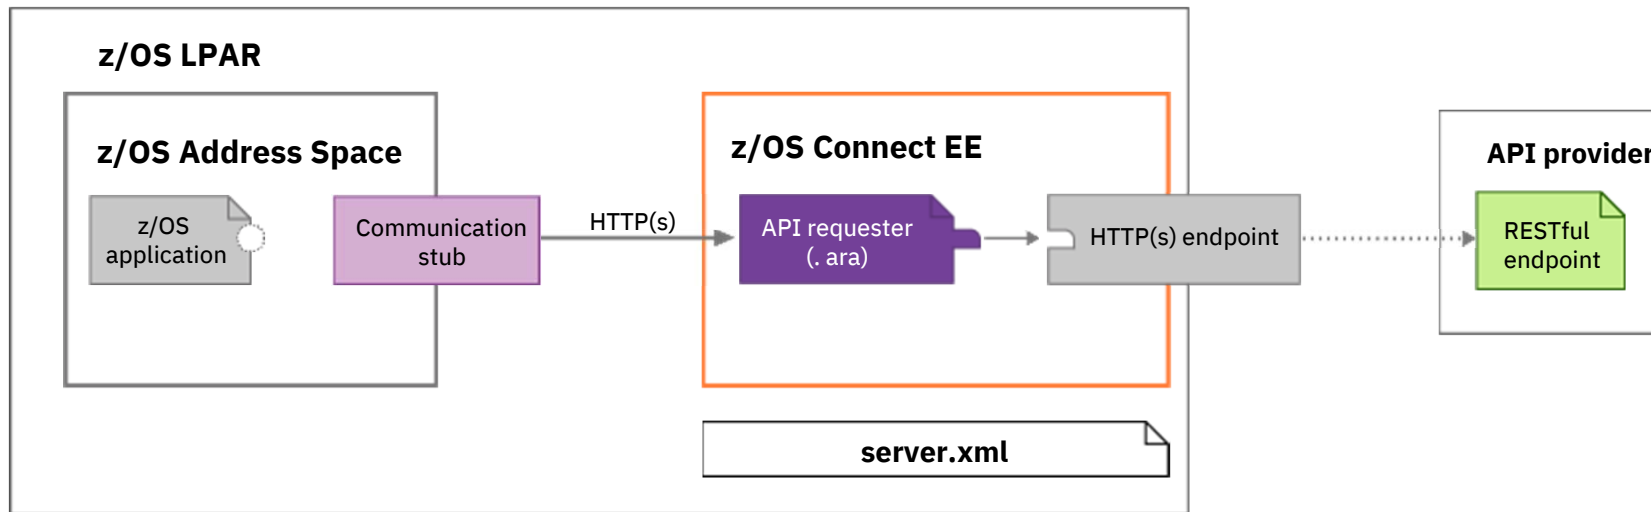 z/OS LPAR
z/OS Address Space
z/OS
application
Communication
stub
HTTP(s)
z/OS Connect EE
API requester
(. ara)
HTTP(s) endpoint
server.xml
API provider
RESTful
endpoint